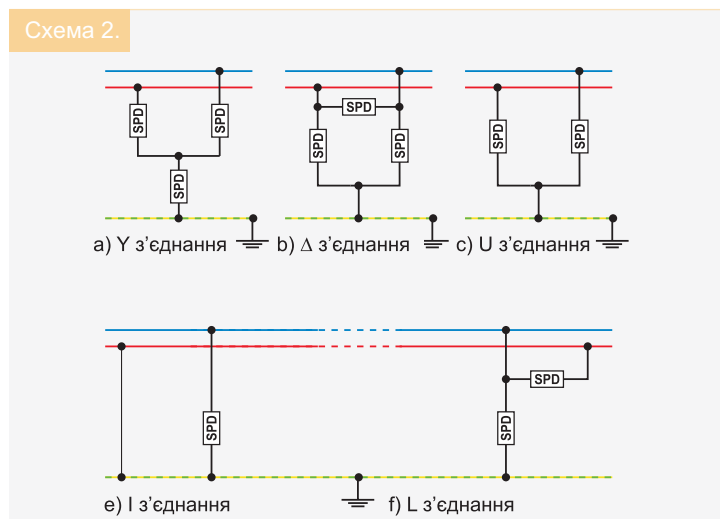 Схема 2.
SPD SPD SPD
SPD SPD SPD
SPD SPD
a) Y з’єднання
b) Δ з’єднання
c) U з’єднання
SPD
SPD SPD
e) I з’єднання
f) L з’єднання